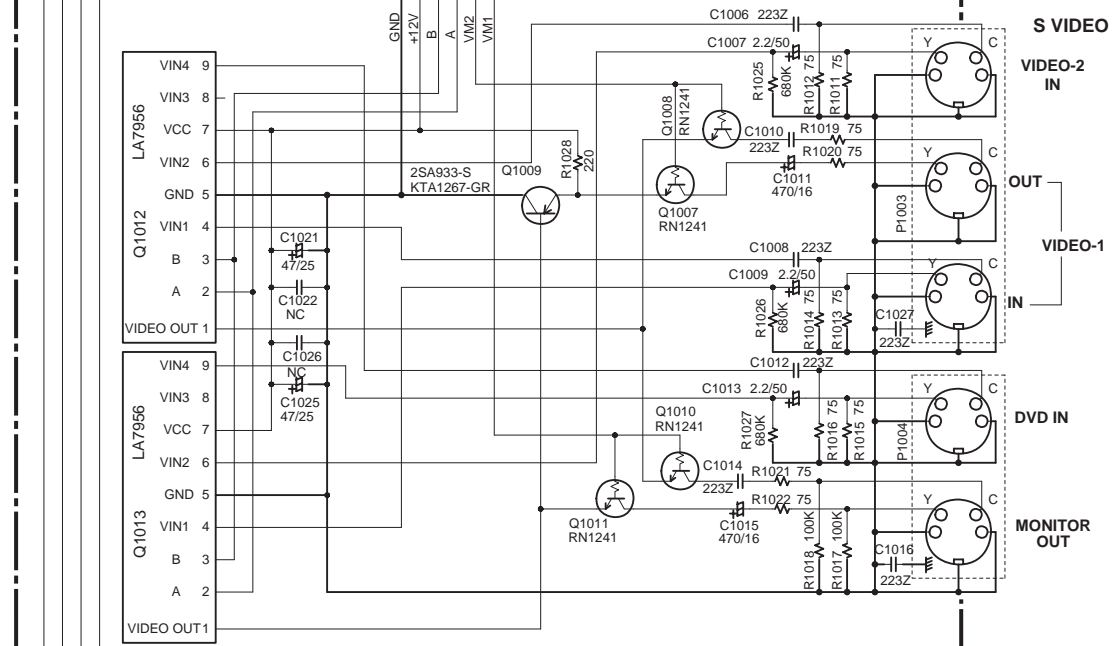 GND
+12V
B
A
VM2
VM1
C1006 223Z
S VIDEO
C1007 2.2/50
+
Y
C
VIDEO-2
IN
R1025
680K
R1012 75
R1011 75
LA7956
Q1012
VIN4 9
VIN3 8
VCC 7
VIN2 6
GND 5
VIN1 4
B 3
A 2
VIDEO OUT 1
Q1008
RN1241
C1010
223Z
R1019 75
R1020 75
+
C1011
470/16
R1028
220
2SA933-S
KTA1267-GR
Q1009
Q1007
RN1241
P1003
Y
C
OUT
VIDEO-1
C1021
+
47/25
C1022
NC
C1008 223Z
C1009 2.2/50
+
R1026
680K
R1014 75
R1013 75
Y
C
IN
C1027
223Z
C1026
NC
+
C1025
47/25
LA7956
Q1013
VIN4 9
VIN3 8
VCC 7
VIN2 6
GND 5
VIN1 4
B 3
A 2
VIDEO OUT1
C1012 223Z
C1013 2.2/50
+
R1027
680K
R1016 75
R1015 75
P1004
Y
C
DVD IN
Q1010
RN1241
C1014
223Z
R1021 75
R1022 75
+
C1015
470/16
Q1011
RN1241
R1018 100K
R1017 100K
C1016
223Z
Y
C
MONITOR
OUT